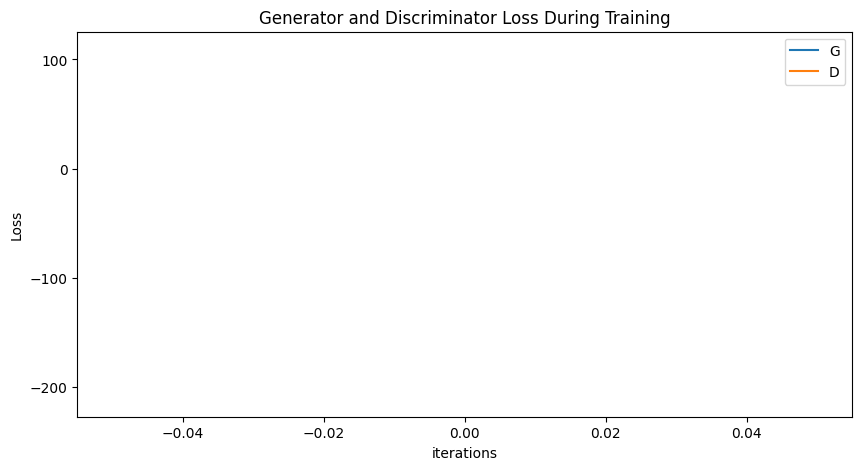 Generator and Discriminator Loss During Training
G
D
100
0
−100
−200
Loss
−0.04
−0.02
0.00
0.02
0.04
iterations